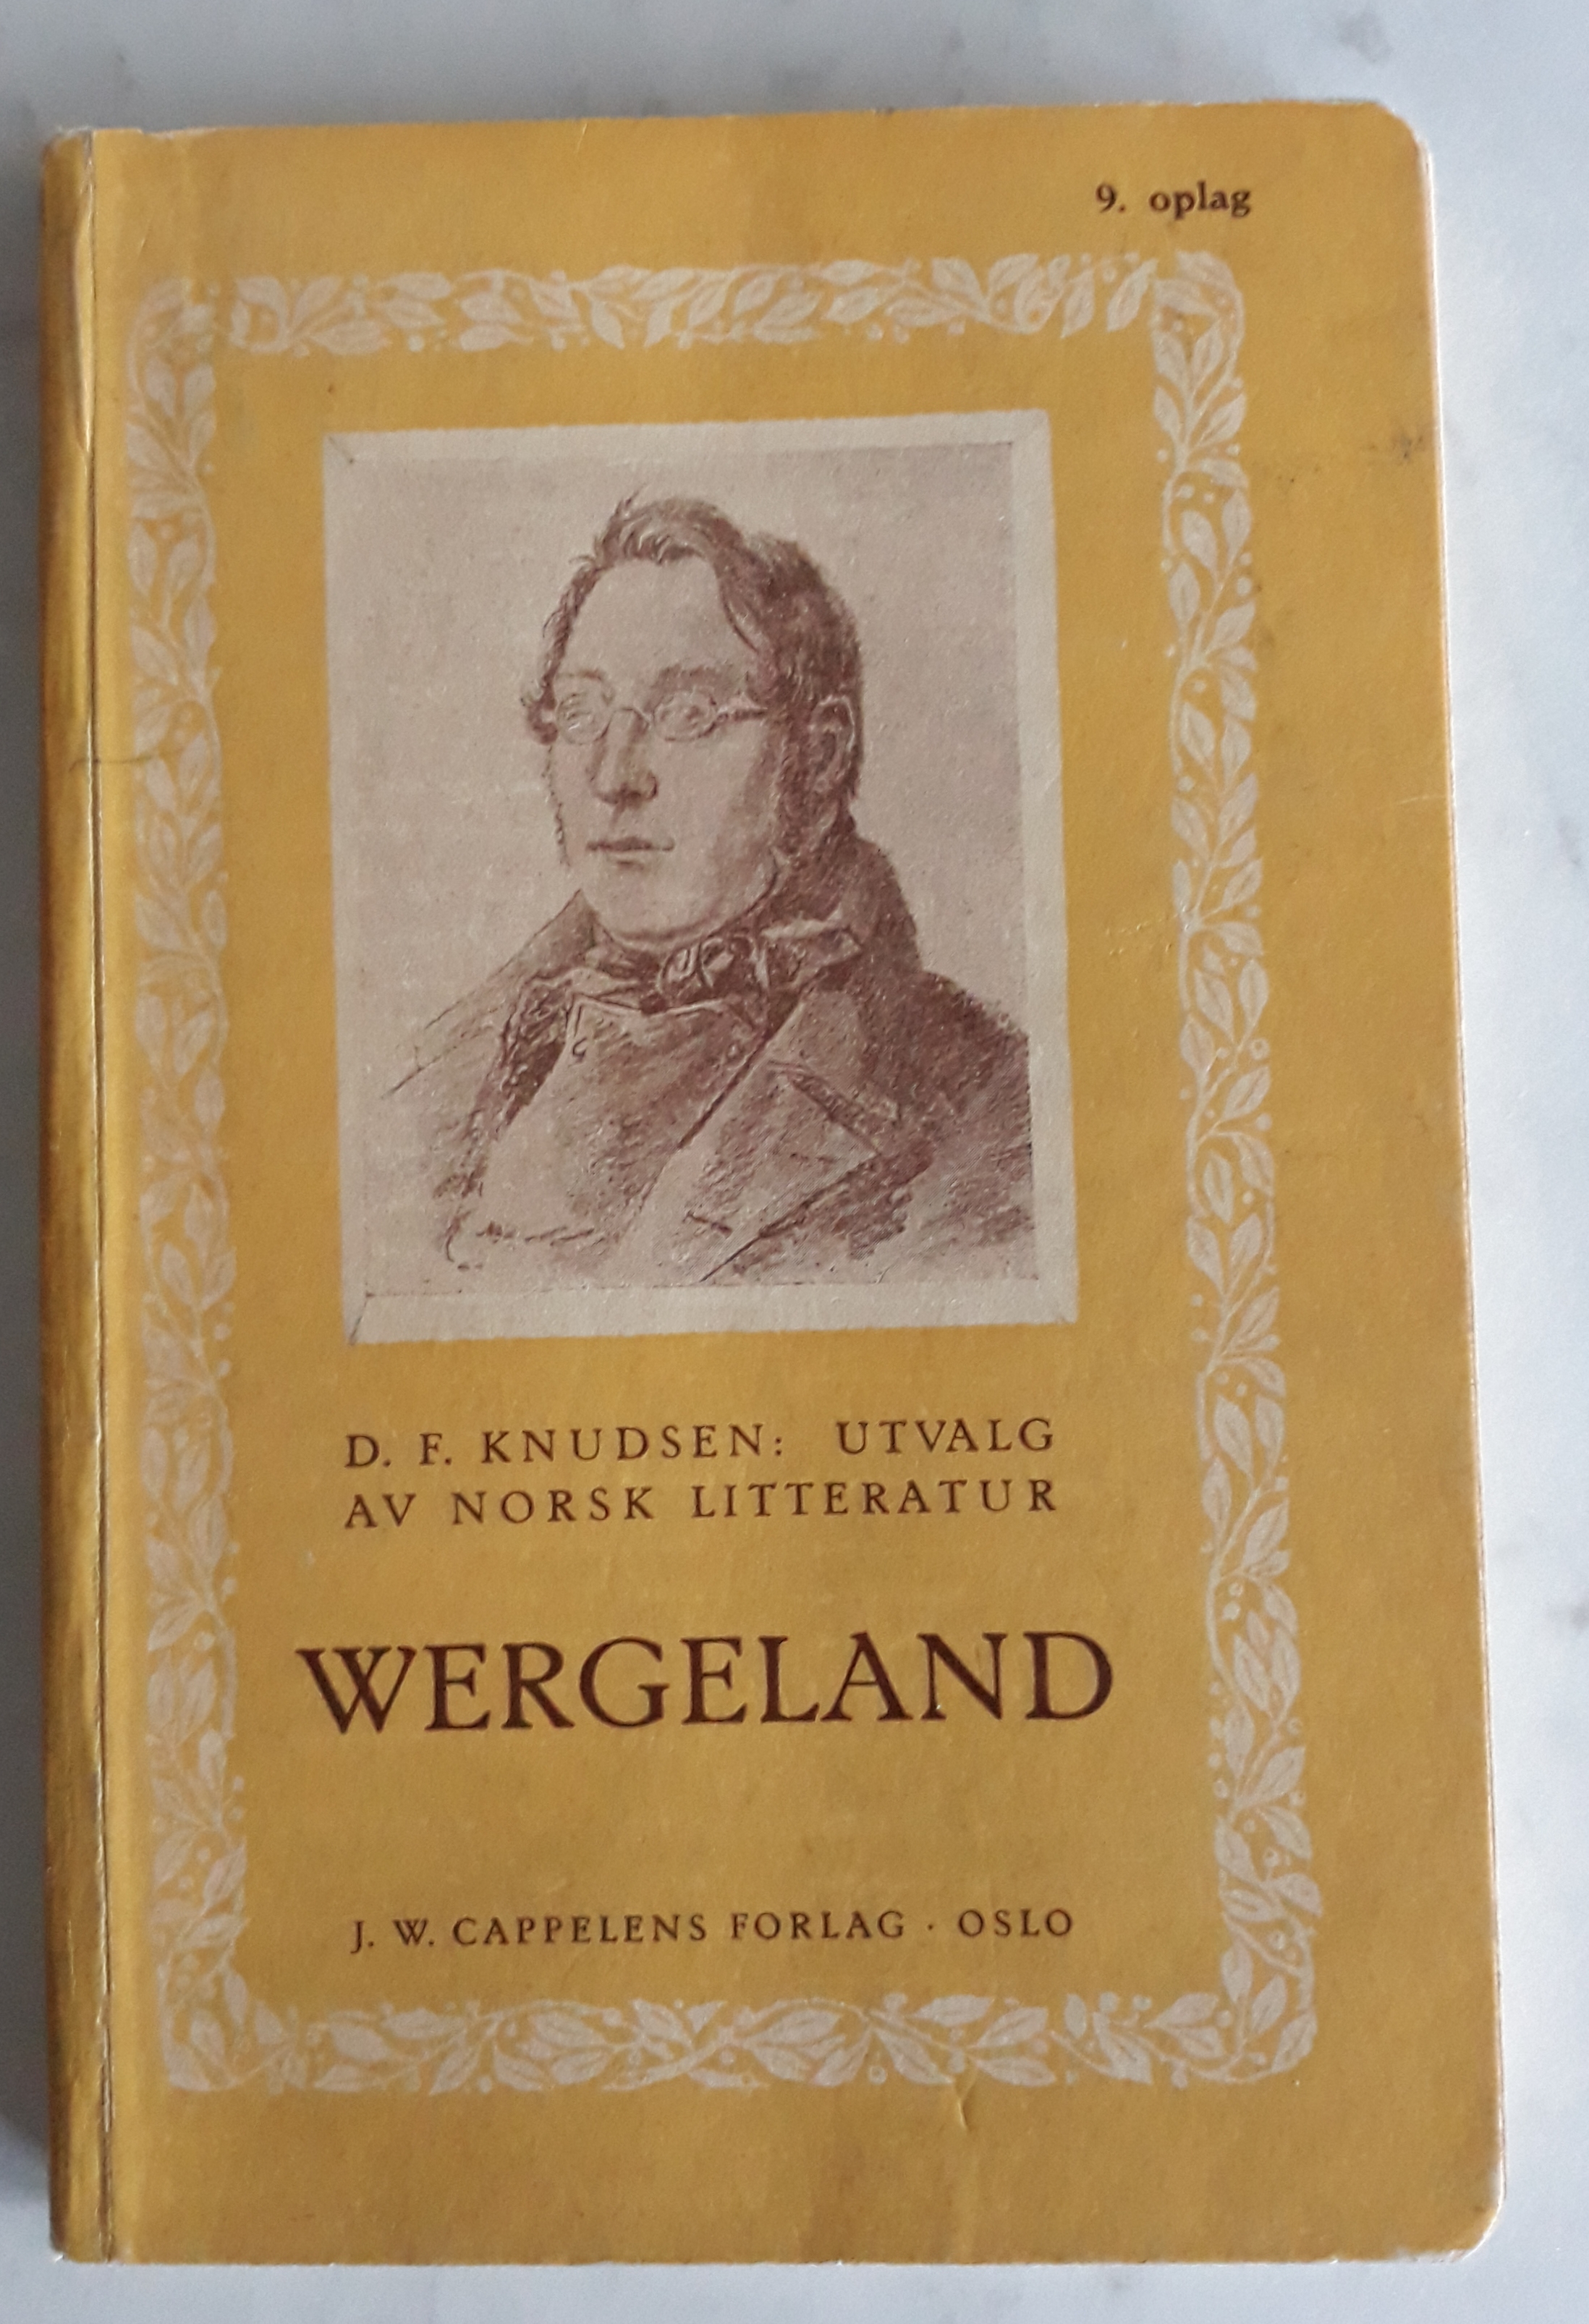 9. oplag
D. F. KNUDSEN: UTVALG
AV NORSK LITTERATUR
WERGELAND
J. W. CAPPELENS FORLAG · OSLO